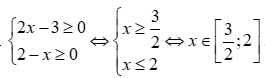 . { 2x - 3 ≥ 0 ; 2 - x ≥ 0 ⇔ { x ≥ 3/2 ; x ≤ 2 ⇔ x ∈ [3/2; 2]